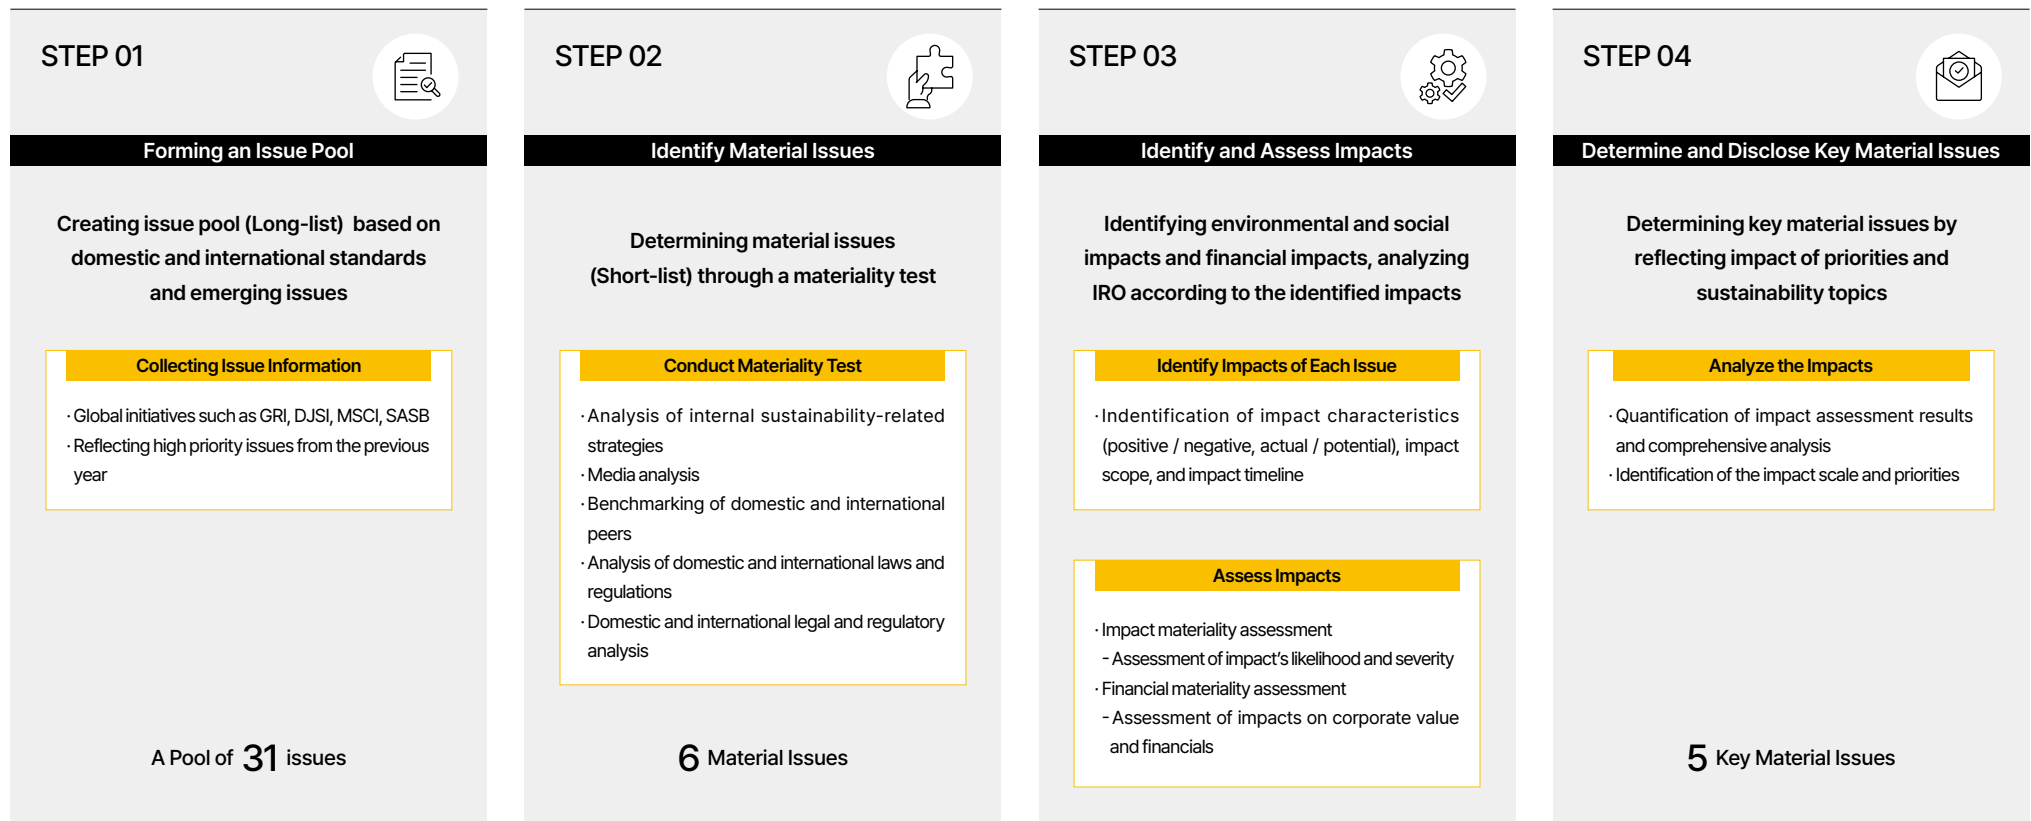 STEP 01
Forming an Issue Pool
Creating issue pool (Long-list) based on
domestic and international standards
and emerging issues
Collecting Issue Information
· Global initiatives such as GRI, DJSI, MSCI, SASB
· Reflecting high priority issues from the previous
year
A Pool of 31 issues
STEP 02
Identify Material Issues
Determining material issues
(Short-list) through a materiality test
Conduct Materiality Test
· Analysis of internal sustainability-related
strategies
· Media analysis
· Benchmarking of domestic and international
peers
· Analysis of domestic and international laws and
regulations
· Domestic and international legal and regulatory
analysis
6 Material Issues
STEP 03
Identify and Assess Impacts
Identifying environmental and social
impacts and financial impacts, analyzing
IRO according to the identified impacts
Identify Impacts of Each Issue
· Indentification of impact characteristics
(positive / negative, actual / potential), impact
scope, and impact timeline
Assess Impacts
· Impact materiality assessment
- Assessment of impact's likelihood and severity
· Financial materiality assessment
- Assessment of impacts on corporate value
and financials
STEP 04
Determine and Disclose Key Material Issues
Determining key material issues by
reflecting impact of priorities and
sustainability topics
Analyze the Impacts
· Quantification of impact assessment results
and comprehensive analysis
· Identification of the impact scale and priorities
5 Key Material Issues